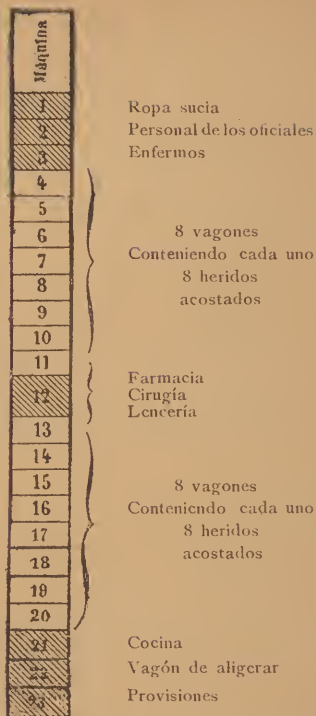 Máquina
1 Ropa sucia
2 Personal de los oficiales
3 Enfermos
4
5
6 8 vagones
7 Conteniendo cada uno
8 8 heridos
9 acostados
10
11
12 Farmacia
Cirugía
Lencería
13
14
15 8 vagones
16 Conteniendo cada uno
17 8 heridos
18 acostados
19
20
21 Cocina
22 Vagón de aligerar
23 Provisiones